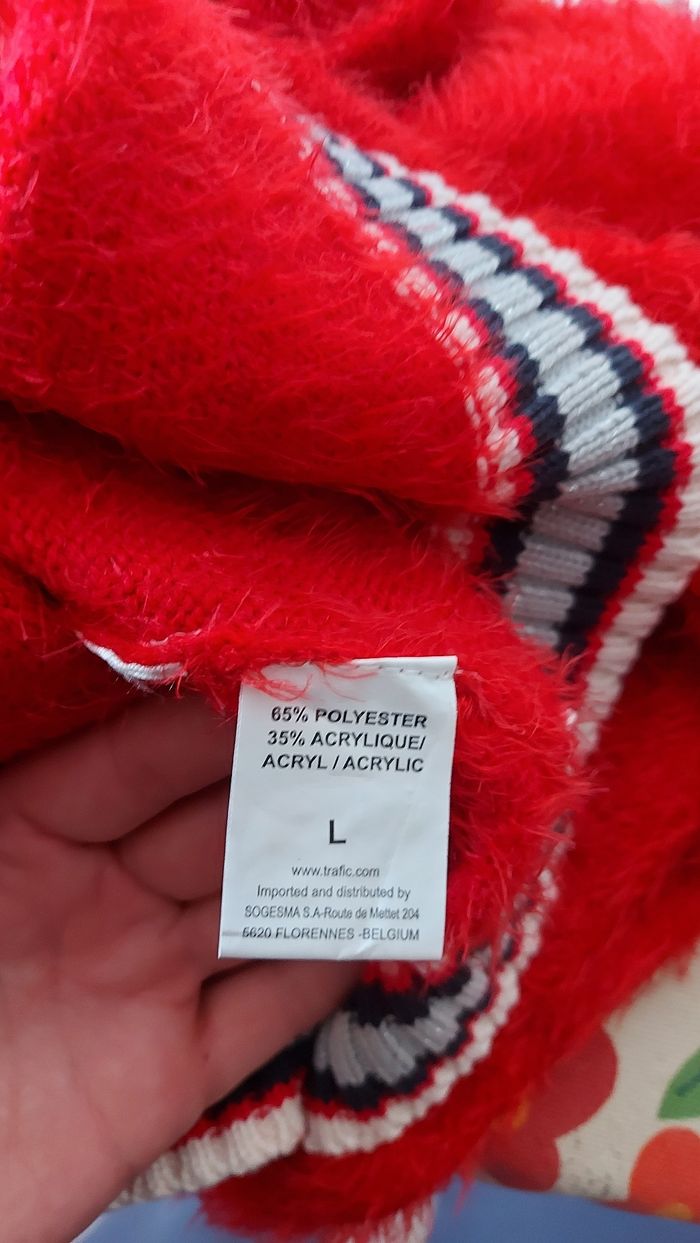 65% POLYESTER
35% ACRYLIQUE/
ACRYL / ACRYLIC
L
www.trafic.com
Imported and distributed by
SOGESMA S.A-Route de Mettet 204
5620 FLORENNES -BELGIUM